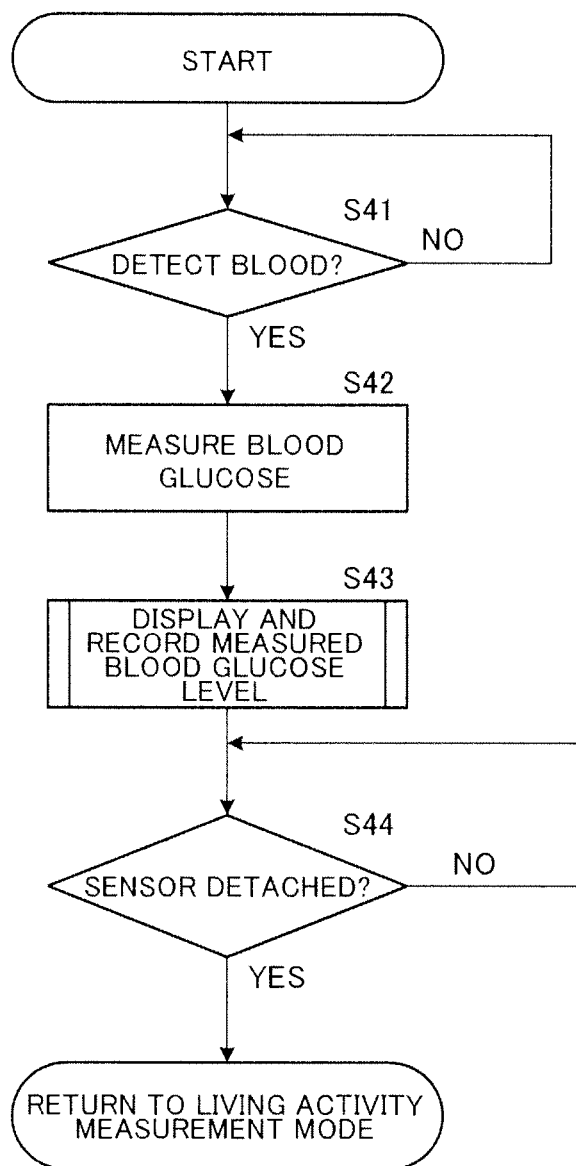 START
S41
DETECT BLOOD?
NO
YES
S42
MEASURE BLOOD
GLUCOSE
S43
DISPLAY AND
RECORD MEASURED
BLOOD GLUCOSE
LEVEL
S44
SENSOR DETACHED?
NO
YES
RETURN TO LIVING ACTIVITY
MEASUREMENT MODE